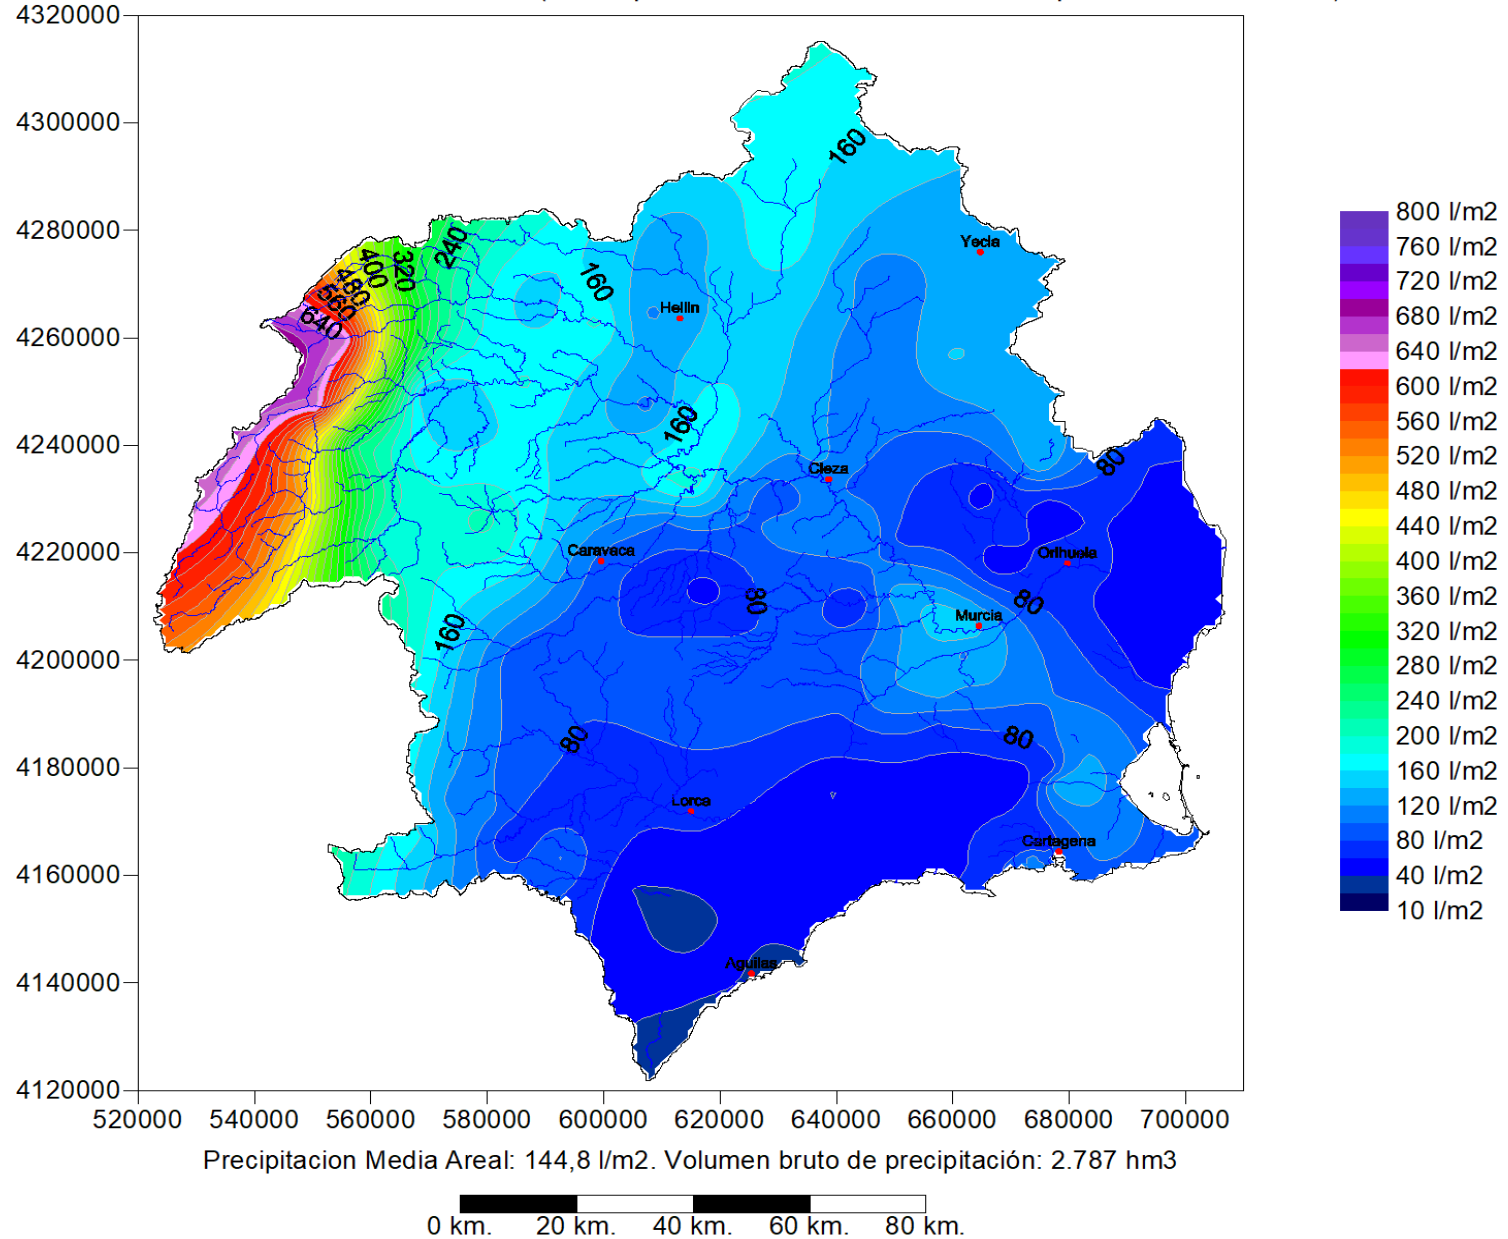 4320000
4300000
160
4280000
240
Yecla
400
320
160
480
560
Hellin
640
4260000
160
4240000
80
Cieza
4220000
Caravaca
Orihuela
80
80
Murcia
160
4200000
80
80
4180000
Lorca
Cartagena
4160000
Aguilas
4140000
4120000
520000 540000 560000 580000 600000 620000 640000 660000 680000 700000
800 l/m2
760 l/m2
720 l/m2
680 l/m2
640 l/m2
600 l/m2
560 l/m2
520 l/m2
480 l/m2
440 l/m2
400 l/m2
360 l/m2
320 l/m2
280 l/m2
240 l/m2
200 l/m2
160 l/m2
120 l/m2
80 l/m2
40 l/m2
10 l/m2
Precipitacion Media Areal: 144,8 l/m2. Volumen bruto de precipitación: 2.787 hm3
0 km. 20 km. 40 km. 60 km. 80 km.